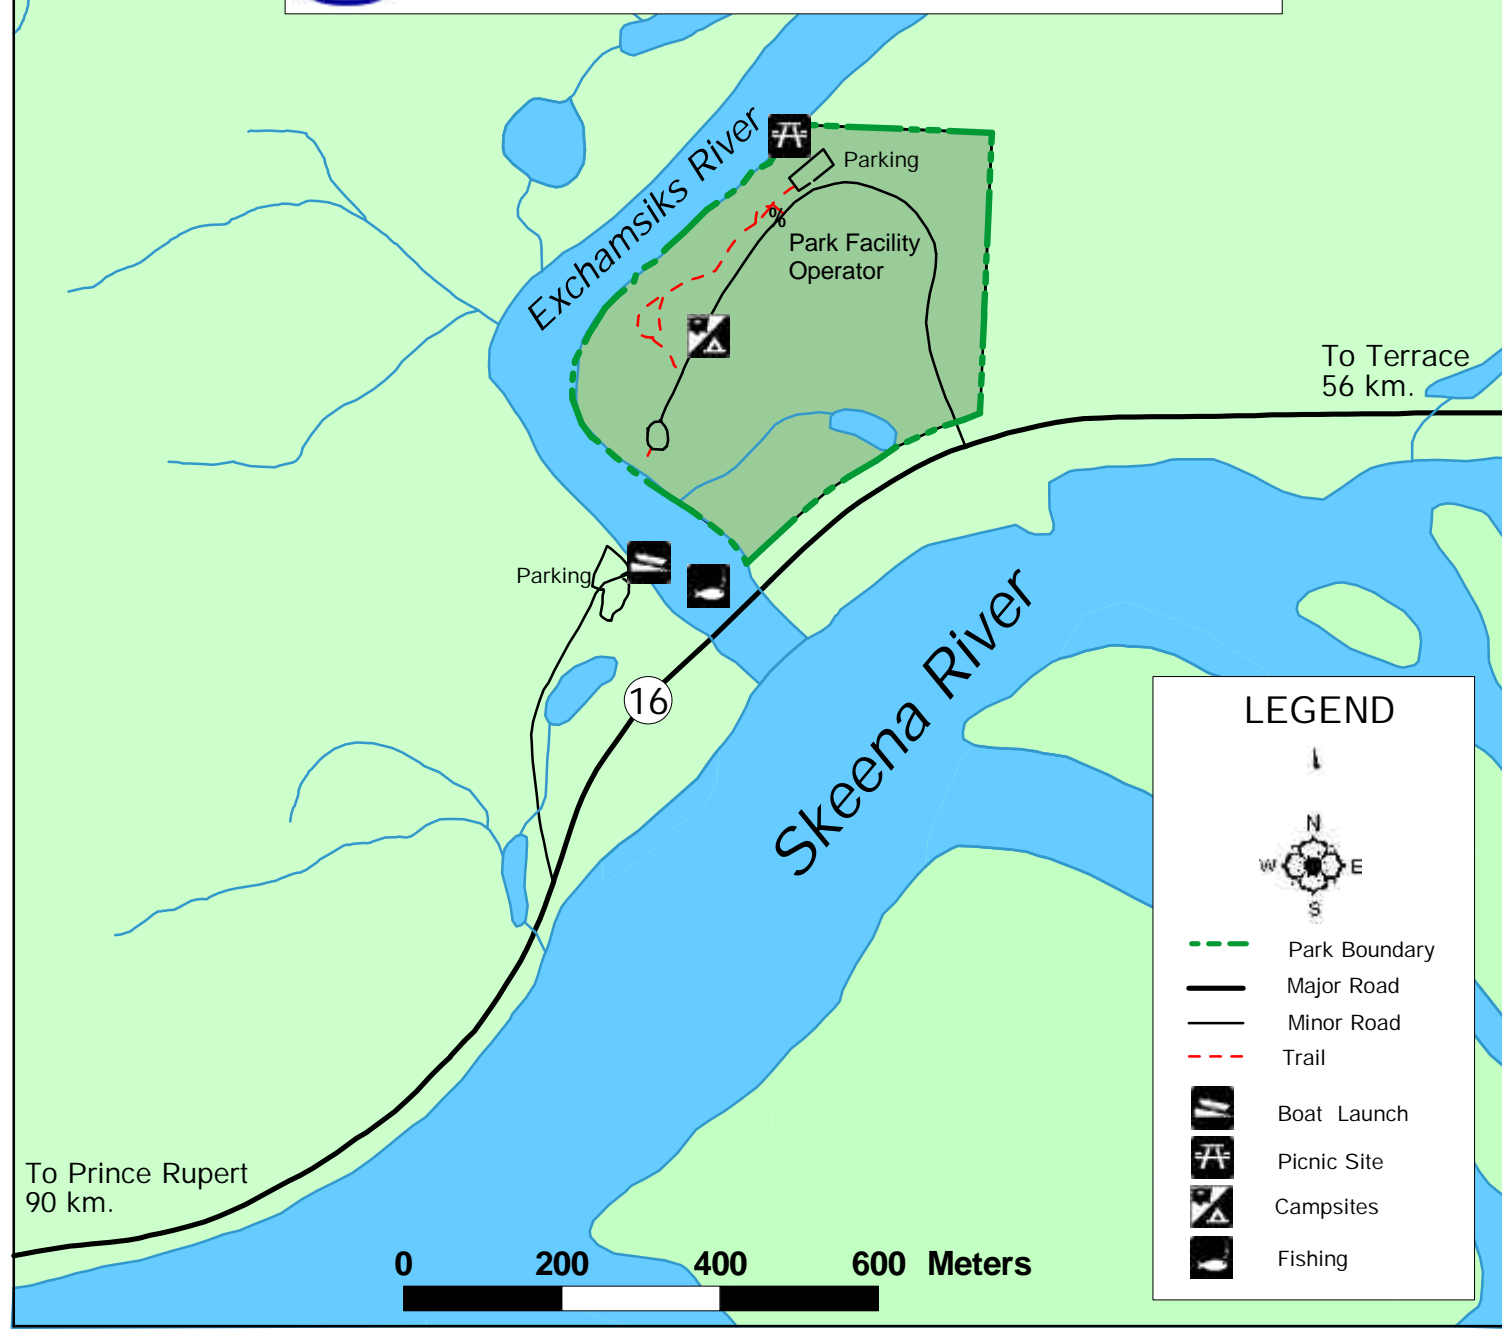 Exchamsiks River
Parking
%
Park Facility
Operator
To Terrace
56 km.
Parking
16
Skeena River
LEGEND
N
W E
S
Park Boundary
Major Road
Minor Road
Trail
Boat Launch
Picnic Site
Campsites
Fishing
To Prince Rupert
90 km.
0 200 400 600 Meters